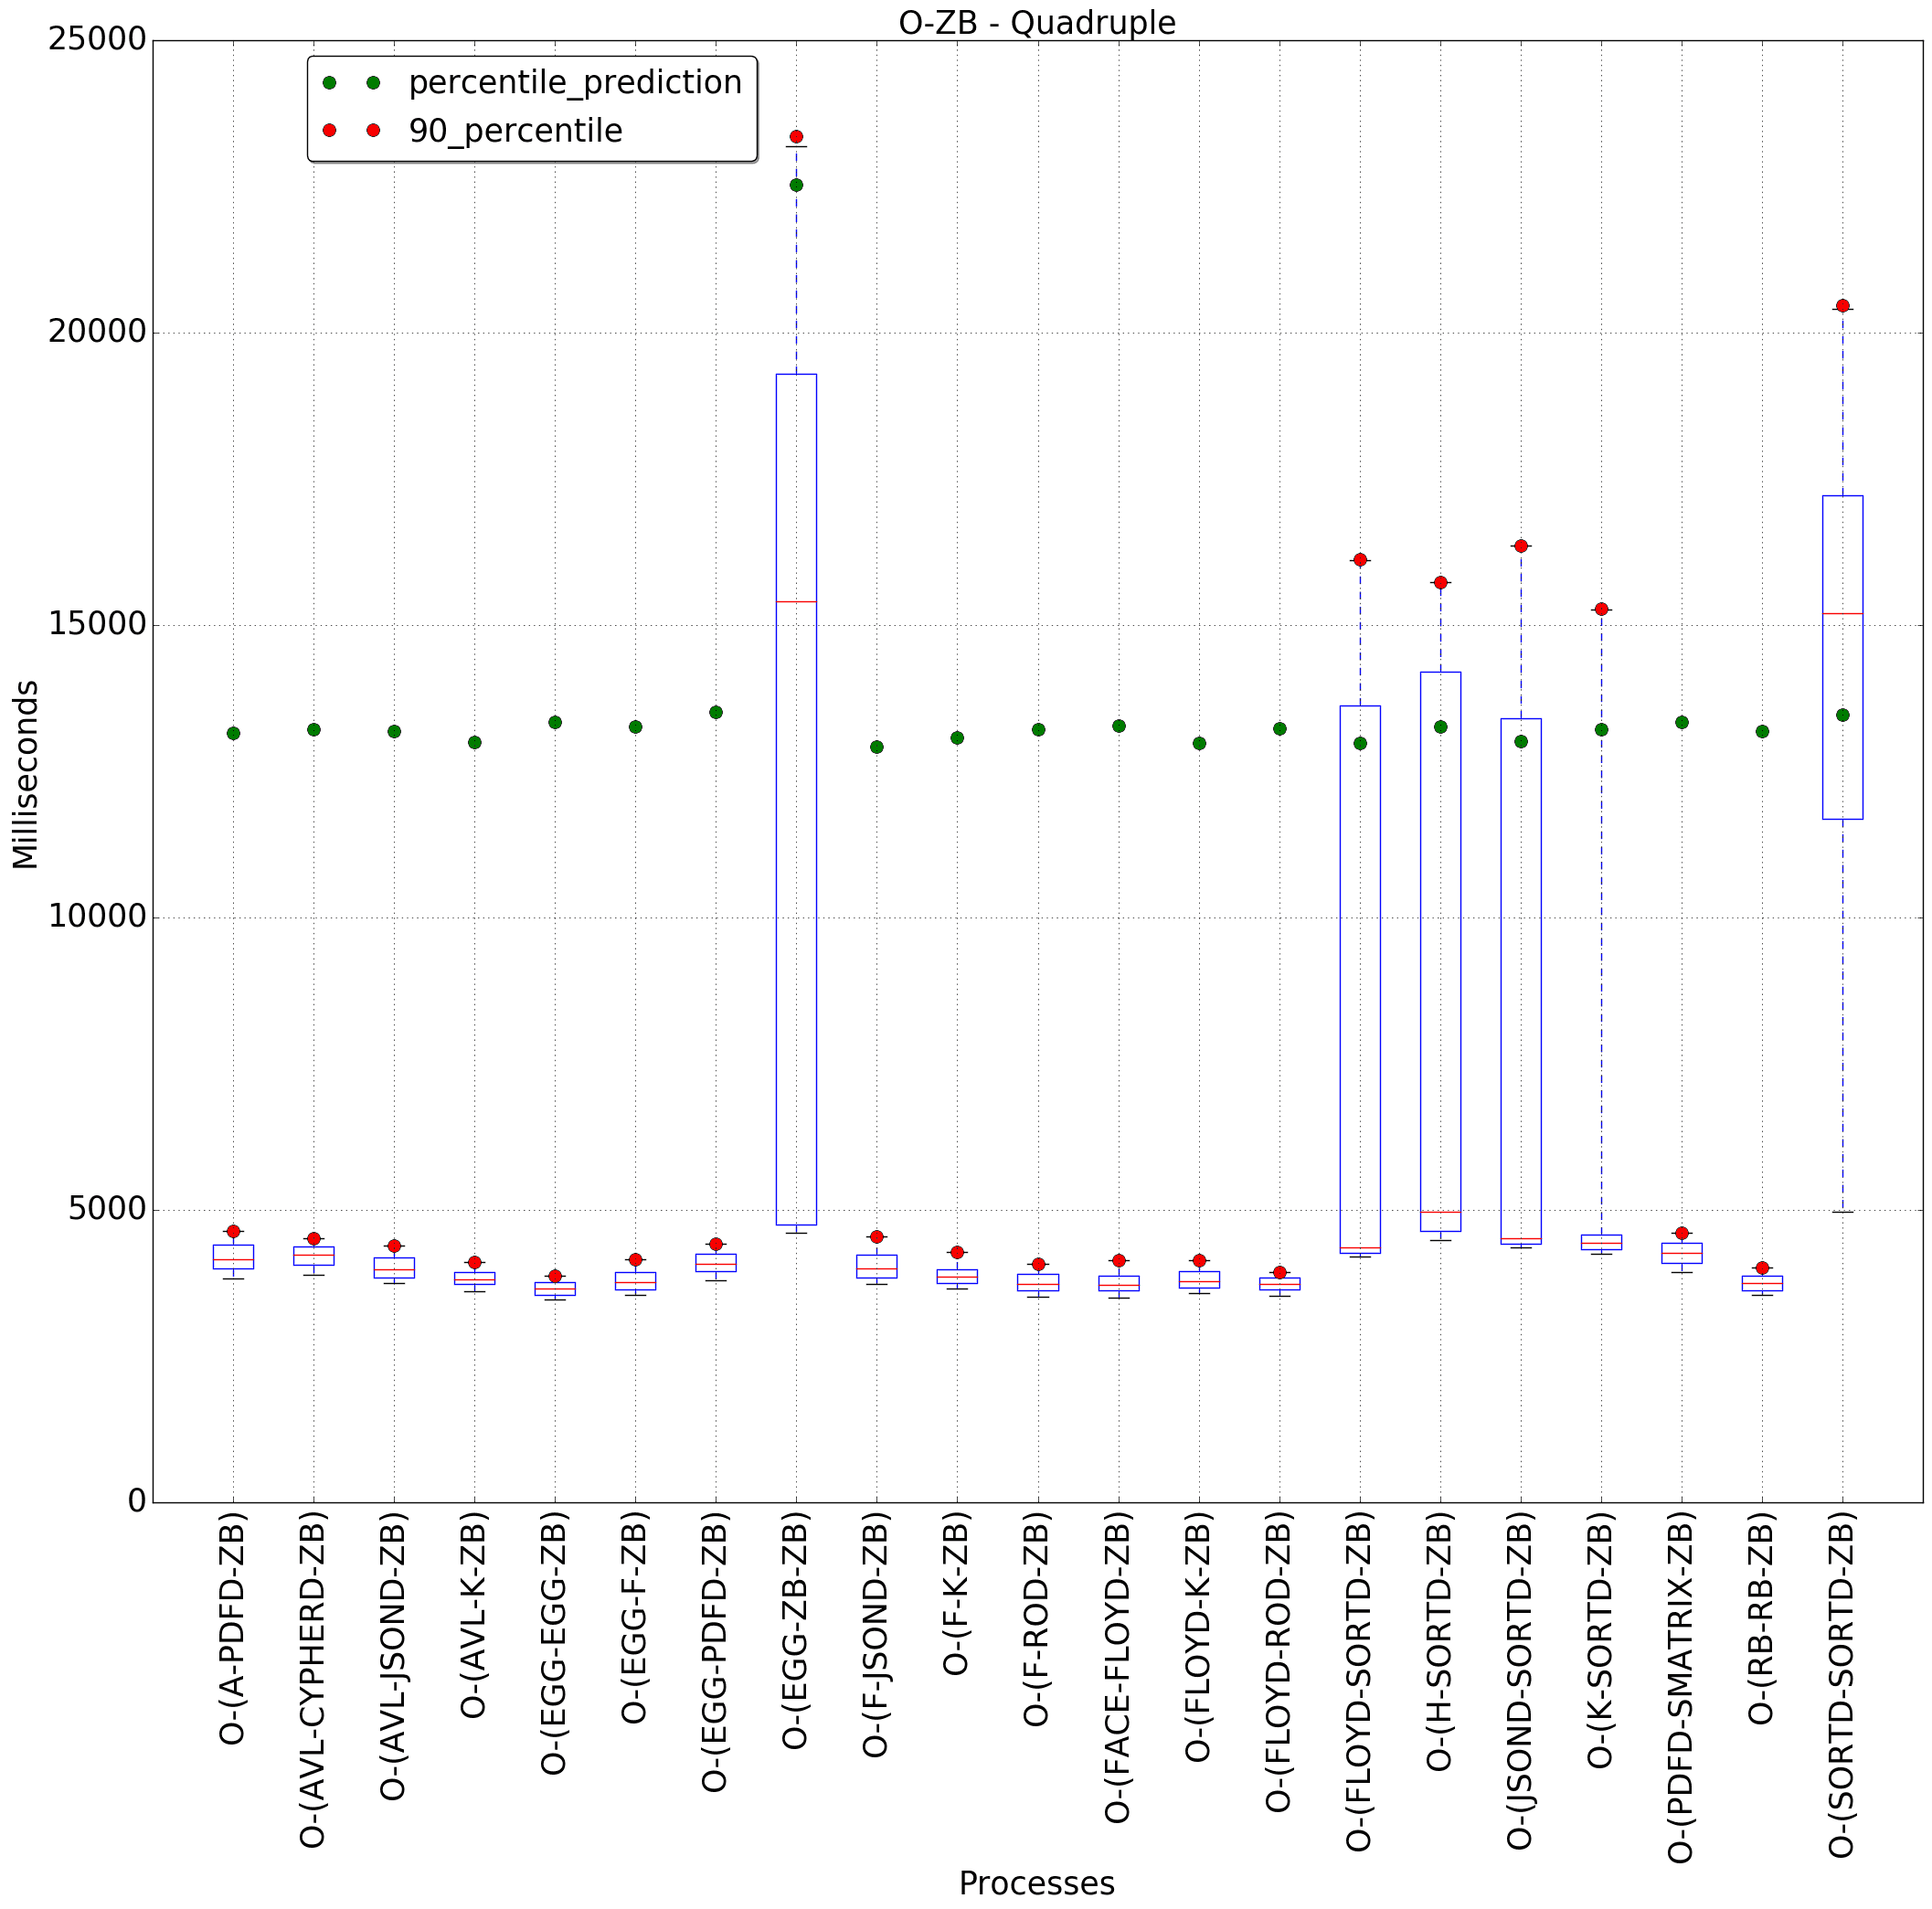 O-ZB - Quadruple
percentile_prediction
90_percentile
25000
20000
15000
10000
5000
0
Milliseconds
O-(A-PDFD-ZB)
O-(AVL-CYPHERD-ZB)
O-(AVL-JSOND-ZB)
O-(AVL-K-ZB)
O-(EGG-EGG-ZB)
O-(EGG-F-ZB)
O-(EGG-PDFD-ZB)
O-(EGG-ZB-ZB)
O-(F-JSOND-ZB)
O-(F-K-ZB)
O-(F-ROD-ZB)
O-(FACE-FLOYD-ZB)
O-(FLOYD-K-ZB)
O-(FLOYD-ROD-ZB)
O-(FLOYD-SORTD-ZB)
O-(H-SORTD-ZB)
O-(JSOND-SORTD-ZB)
O-(K-SORTD-ZB)
O-(PDFD-SMATRIX-ZB)
O-(RB-RB-ZB)
O-(SORTD-SORTD-ZB)
Processes